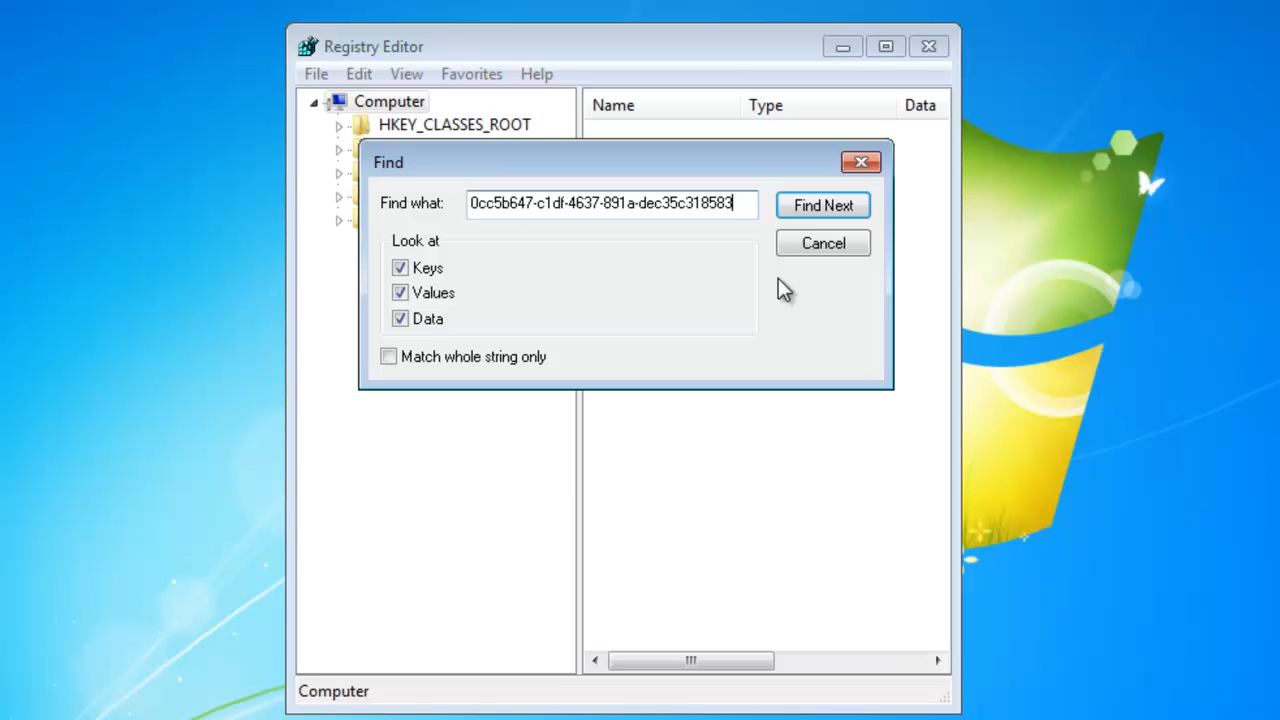 Registry Editor
File Edit View Favorites Help
Computer
HKEY_CLASSES_ROOT
Name Type Data
Find
Find what: 0cc5b647-c1df-4637-891a-dec35c318583
Find Next
Look at
Cancel
Keys
Values
Data
Match whole string only
Computer